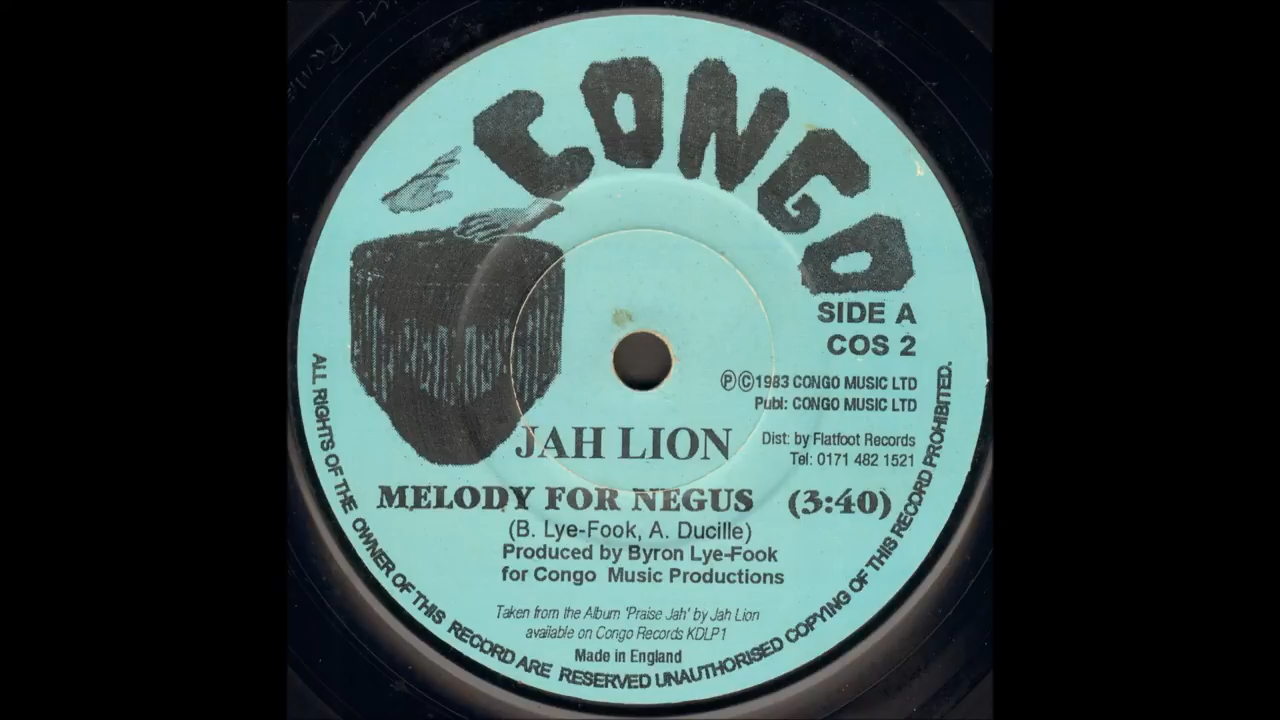 CONGO
SIDE A
COS 2
ⓅⒸ1983 CONGO MUSIC LTD
Publ: CONGO MUSIC LTD
Dist: by Flatfoot Records
Tel: 0171 482 1521
JAH LION
MELODY FOR NEGUS (3:40)
(B. Lye-Fook, A. Ducille)
Produced by Byron Lye-Fook
for Congo Music Productions
Taken from the Album 'Praise Jah' by Jah Lion
available on Congo Records KDLP1
Made in England
ALL RIGHTS OF THE OWNER OF THIS RECORD ARE RESERVED UNAUTHORISED COPYING OF THIS RECORD PROHIBITED.